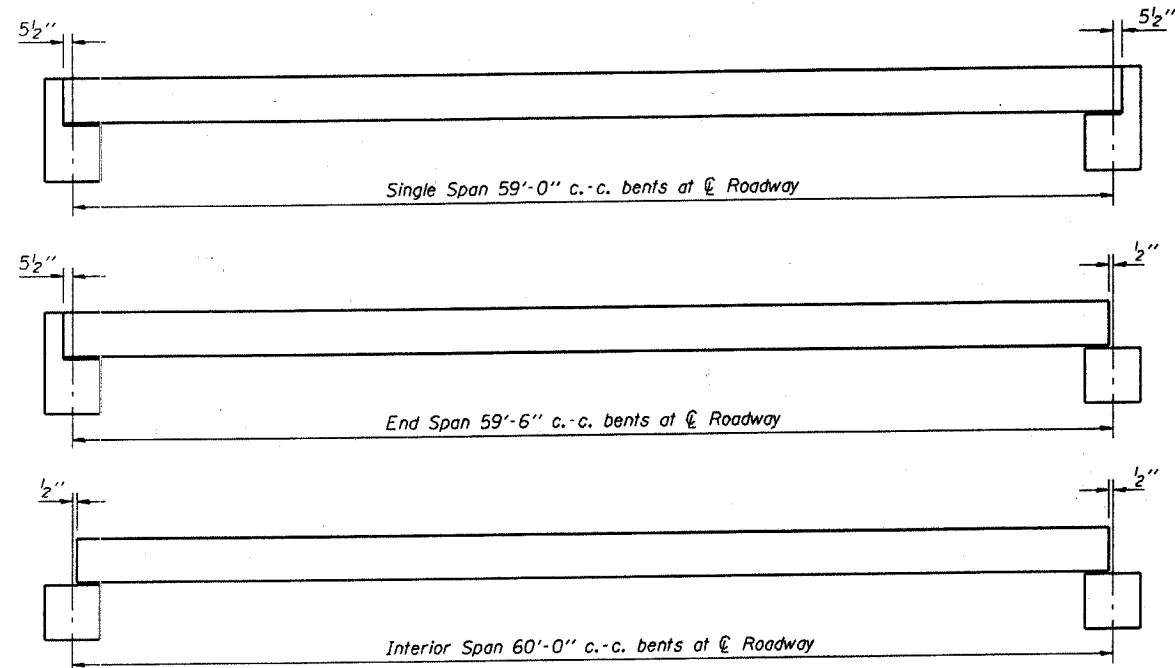 5½"
5½"
Single Span 59'-0" c.-c. bents at ℄ Roadway
5½"
½"
End Span 59'-6" c.-c. bents at ℄ Roadway
½"
½"
Interior Span 60'-0" c.-c. bents at ℄ Roadway